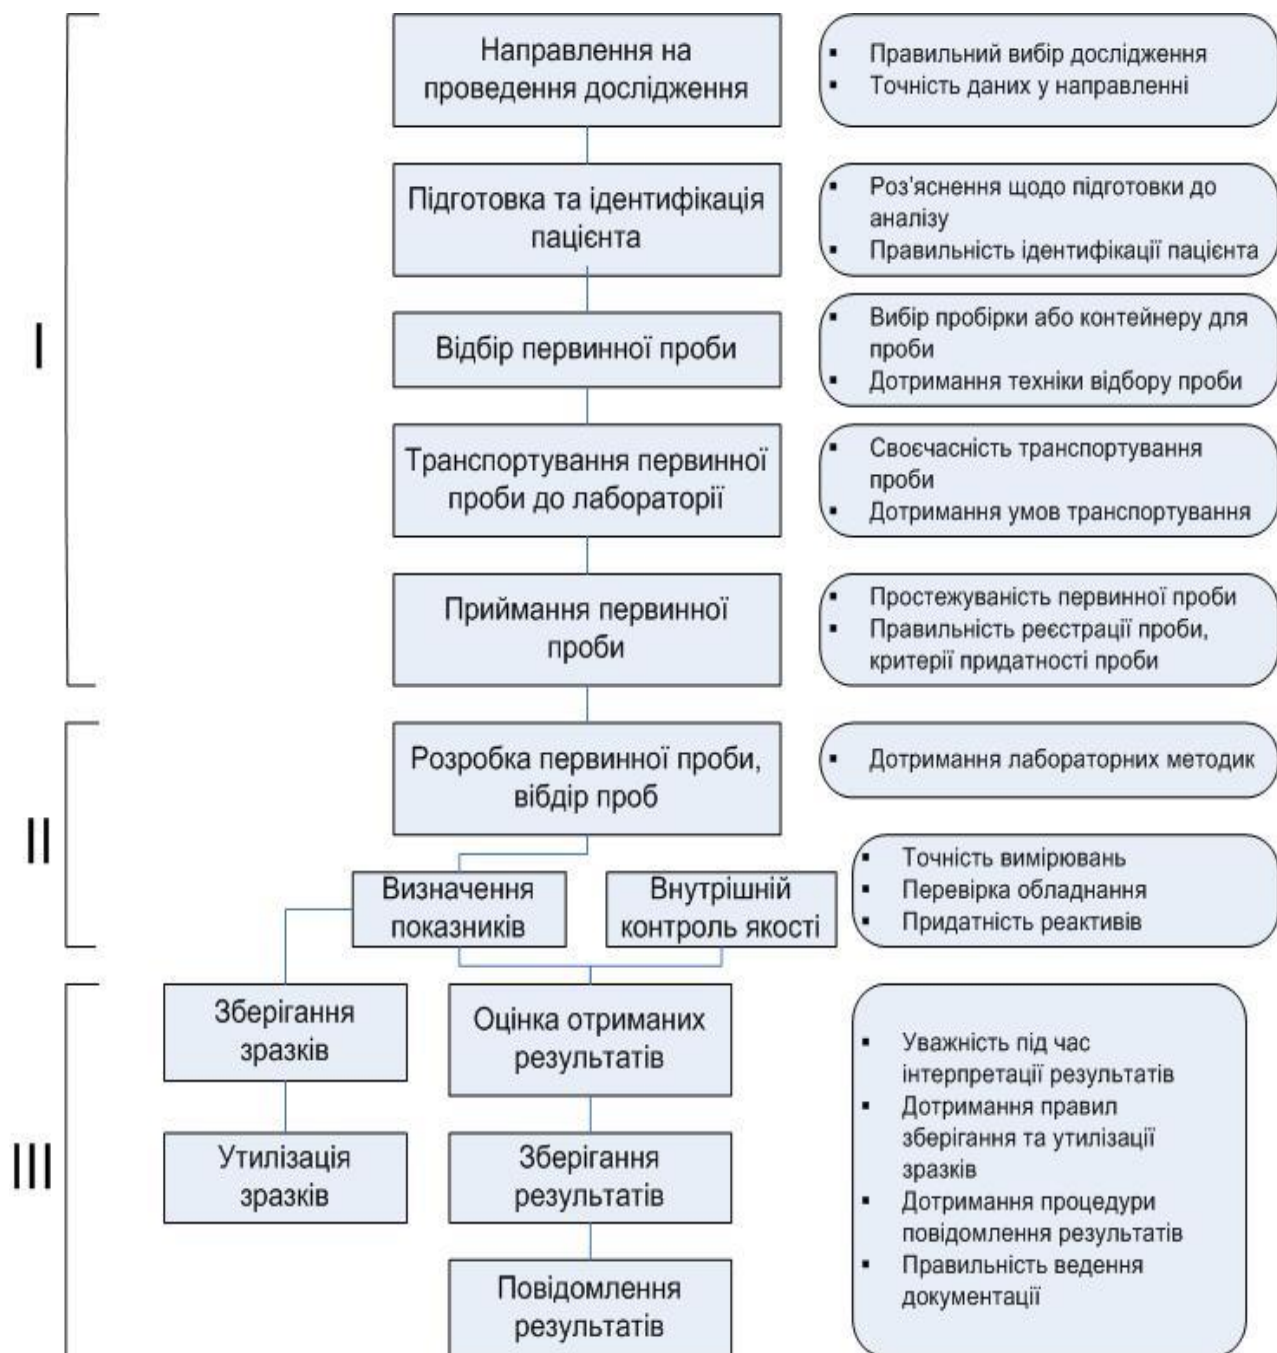 Направлення на
проведення дослідження
▪ Правильний вибір дослідження
▪ Точність даних у направленні
Підготовка та ідентифікація
пацієнта
▪ Роз'яснення щодо підготовки до
аналізу
▪ Правильність ідентифікації пацієнта
I
Відбір первинної проби
▪ Вибір пробірки або контейнеру для
проби
▪ Дотримання техніки відбору проби
Транспортування первинної
проби до лабораторії
▪ Своєчасність транспортування
проби
▪ Дотримання умов транспортування
Приймання первинної
проби
▪ Простежуваність первинної проби
▪ Правильність реєстрації проби,
критерії придатності проби
II
Розробка первинної проби,
вібдір проб
▪ Дотримання лабораторних методик
Визначення
показників
Внутрішній
контроль якості
▪ Точність вимірювань
▪ Перевірка обладнання
▪ Придатність реактивів
III
Зберігання
зразків
Оцінка отриманих
результатів
Утилізація
зразків
Зберігання
результатів
Повідомлення
результатів
▪ Уважність під час
інтерпретації результатів
▪ Дотримання правил
зберігання та утилізації
зразків
▪ Дотримання процедури
повідомлення результатів
▪ Правильність ведення
документації